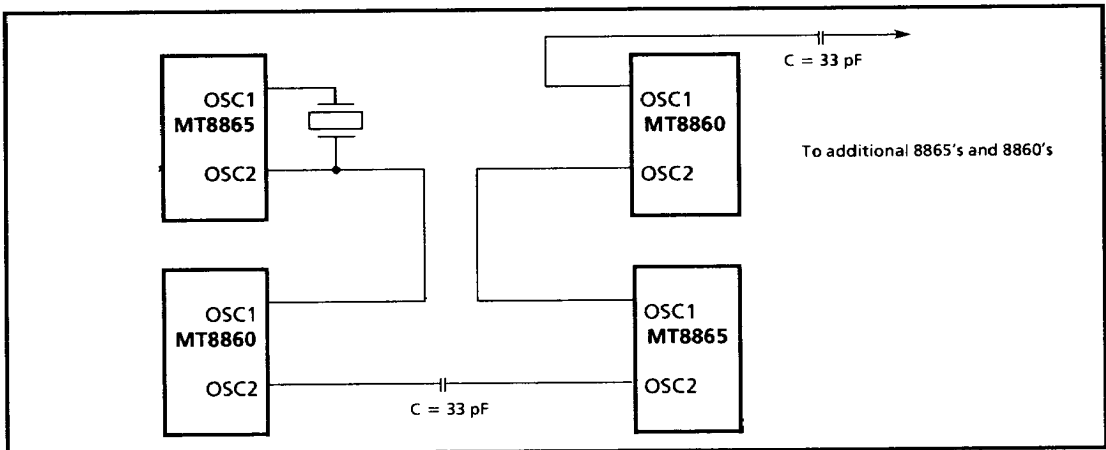 OSC1
MT8865
OSC2
OSC1
MT8860
OSC2
C = 33 pF
OSC1
MT8860
OSC2
C = 33 pF
To additional 8865's and 8860's
OSC1
MT8865
OSC2